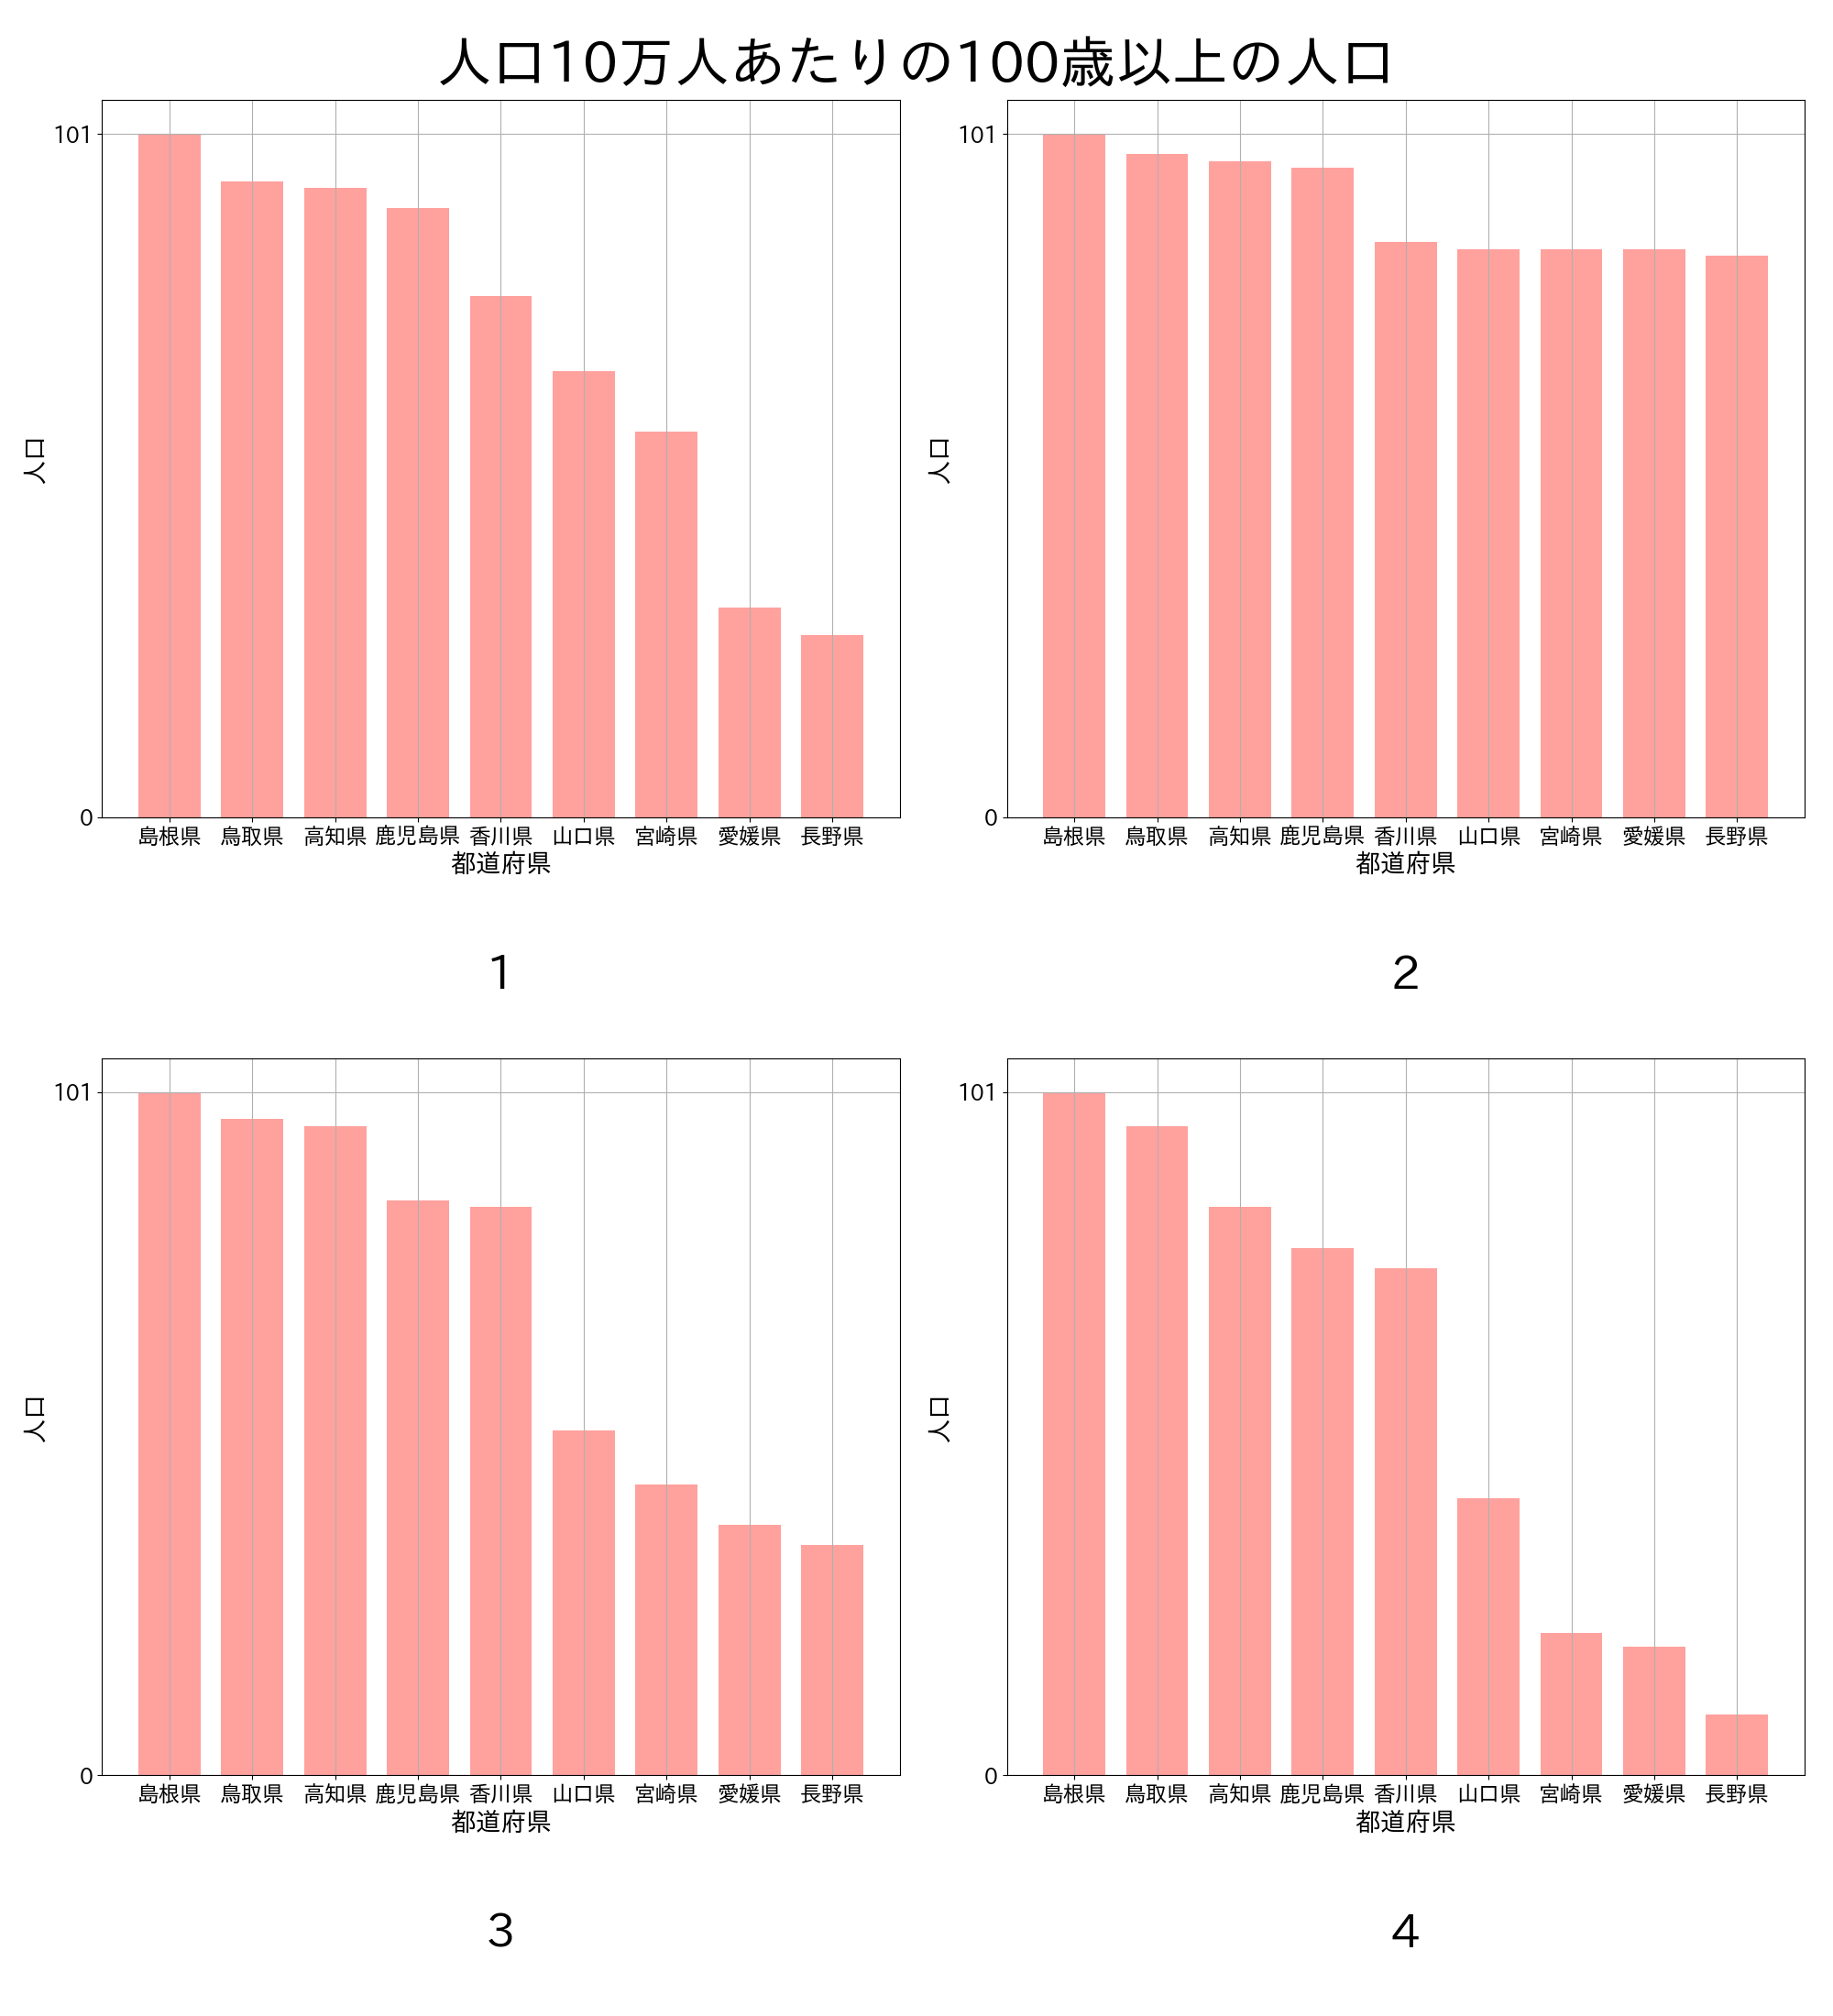 人口10万人あたりの100歳以上の人口
101
0
人口
島根県 鳥取県 高知県 鹿児島県 香川県 山口県 宮崎県 愛媛県 長野県
都道府県
1
101
0
人口
島根県 鳥取県 高知県 鹿児島県 香川県 山口県 宮崎県 愛媛県 長野県
都道府県
2
101
0
人口
島根県 鳥取県 高知県 鹿児島県 香川県 山口県 宮崎県 愛媛県 長野県
都道府県
3
101
0
人口
島根県 鳥取県 高知県 鹿児島県 香川県 山口県 宮崎県 愛媛県 長野県
都道府県
4